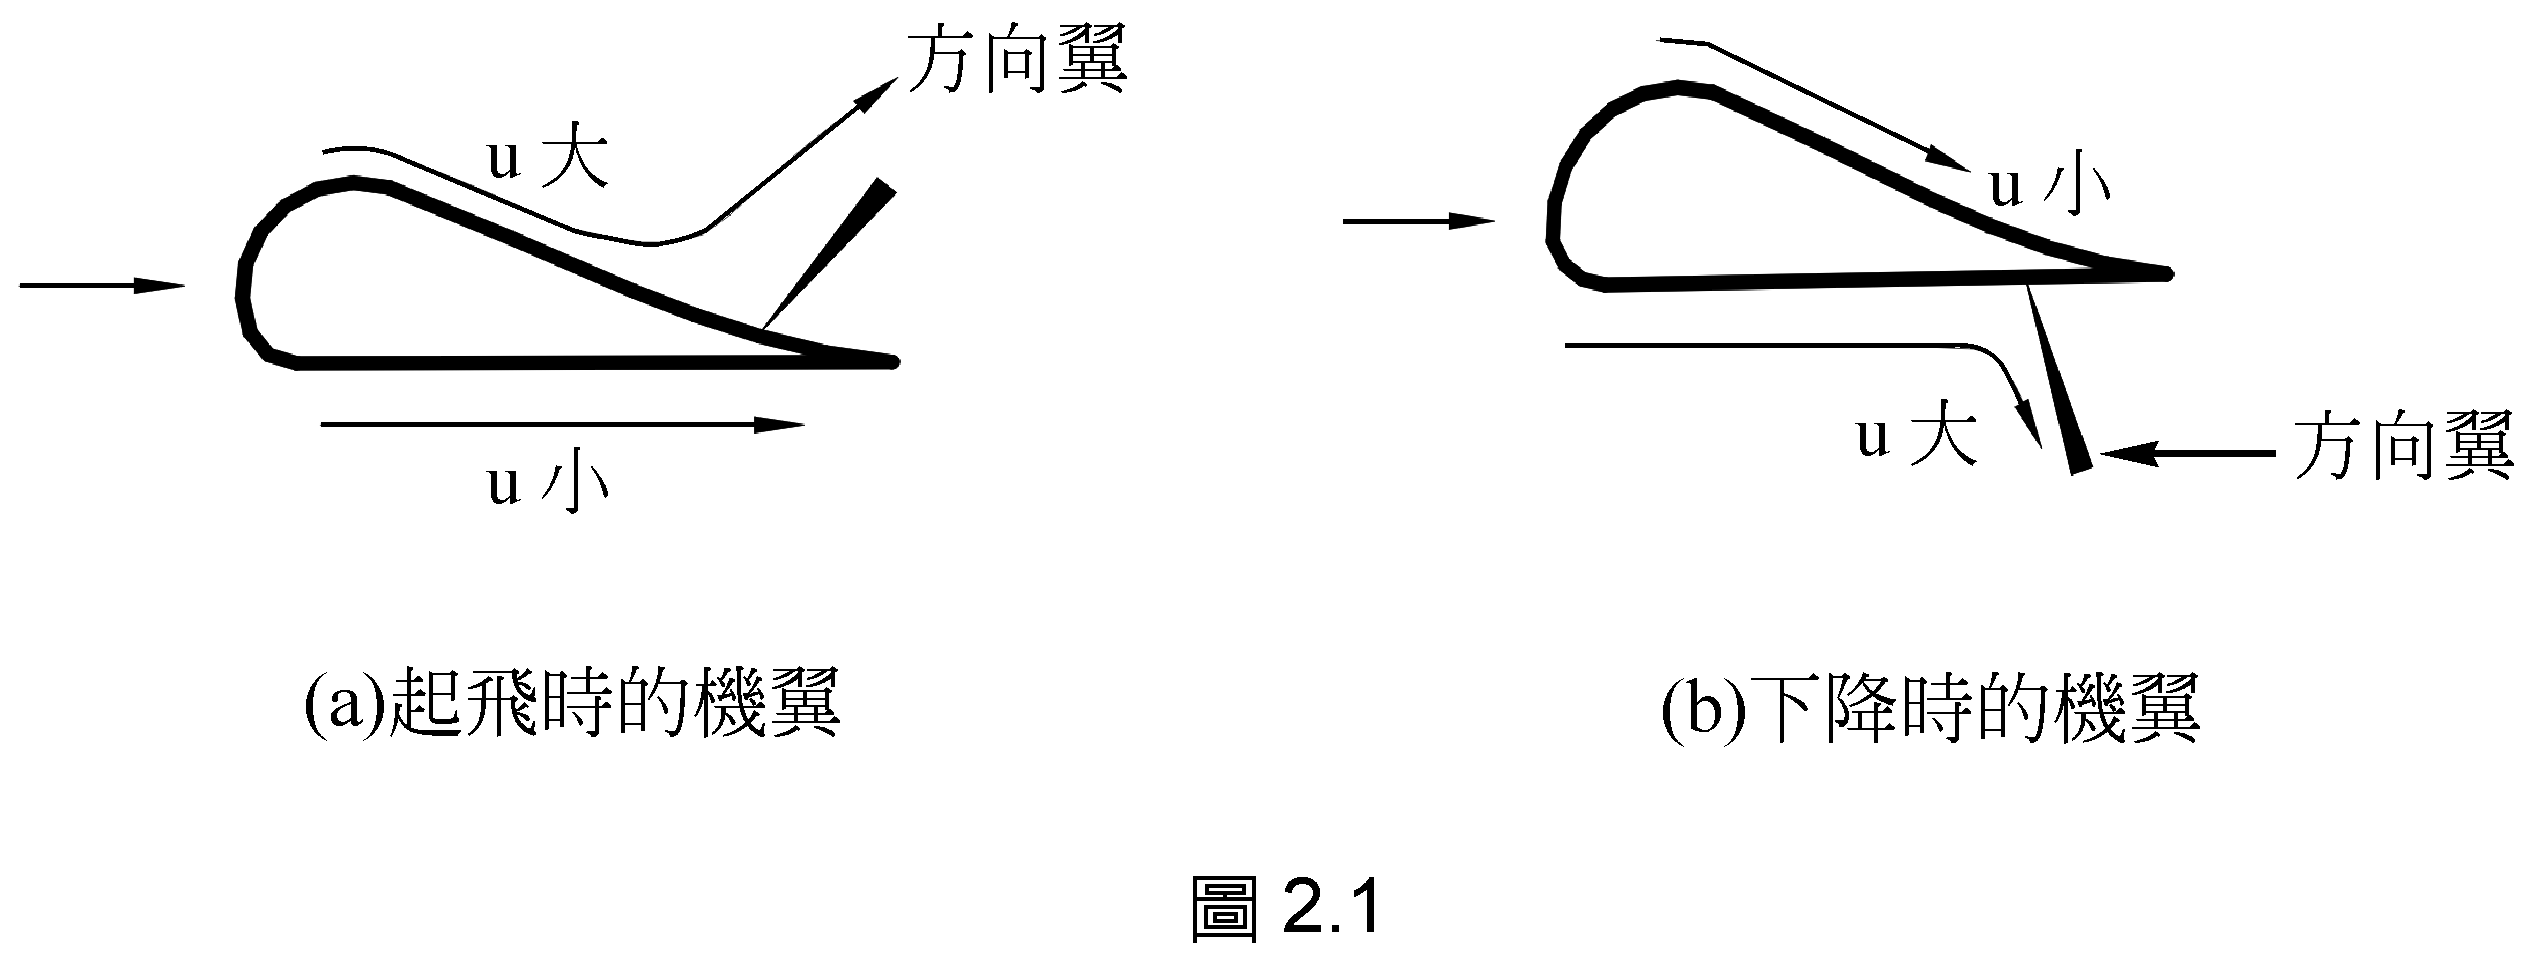 方向翼
u 大
u 小
(a)起飛時的機翼
u 小
u 大
方向翼
(b)下降時的機翼
圖 2.1